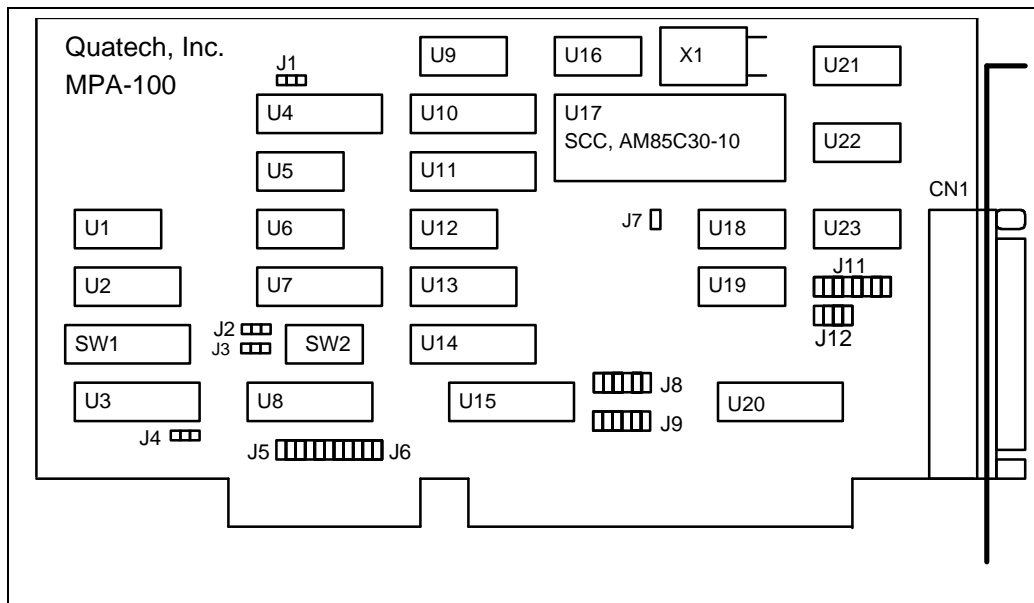 Quatech, Inc.
MPA-100
J1
U9
U16
X1
U21
U4
U10
U17
SCC, AM85C30-10
U22
U5
U11
CN1
U1
U6
U12
J7
U18
U23
U2
U7
U13
U19
J11
J2
J3
SW1
SW2
U14
J12
U3
U8
U15
J8
J9
U20
J4
J5
J6